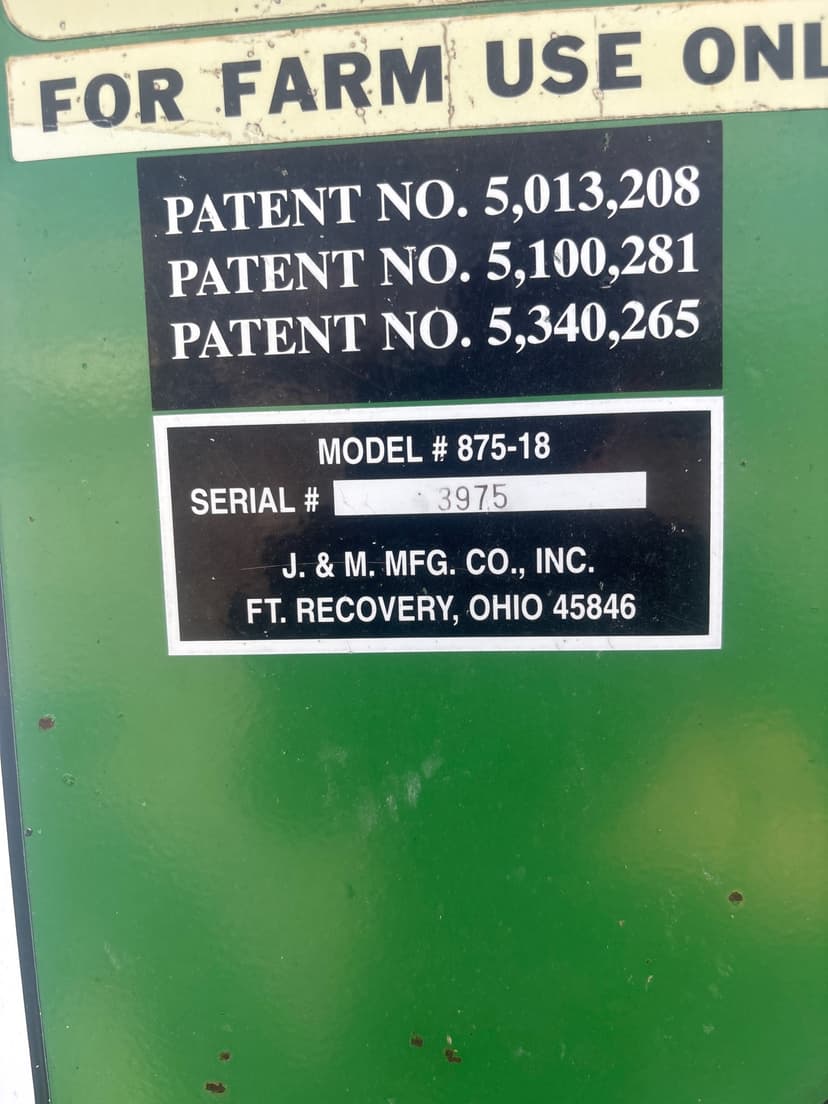 FOR FARM USE ONL
PATENT NO. 5,013,208
PATENT NO. 5,100,281
PATENT NO. 5,340,265
MODEL # 875-18
SERIAL # 3975
J. & M. MFG. CO., INC.
FT. RECOVERY, OHIO 45846